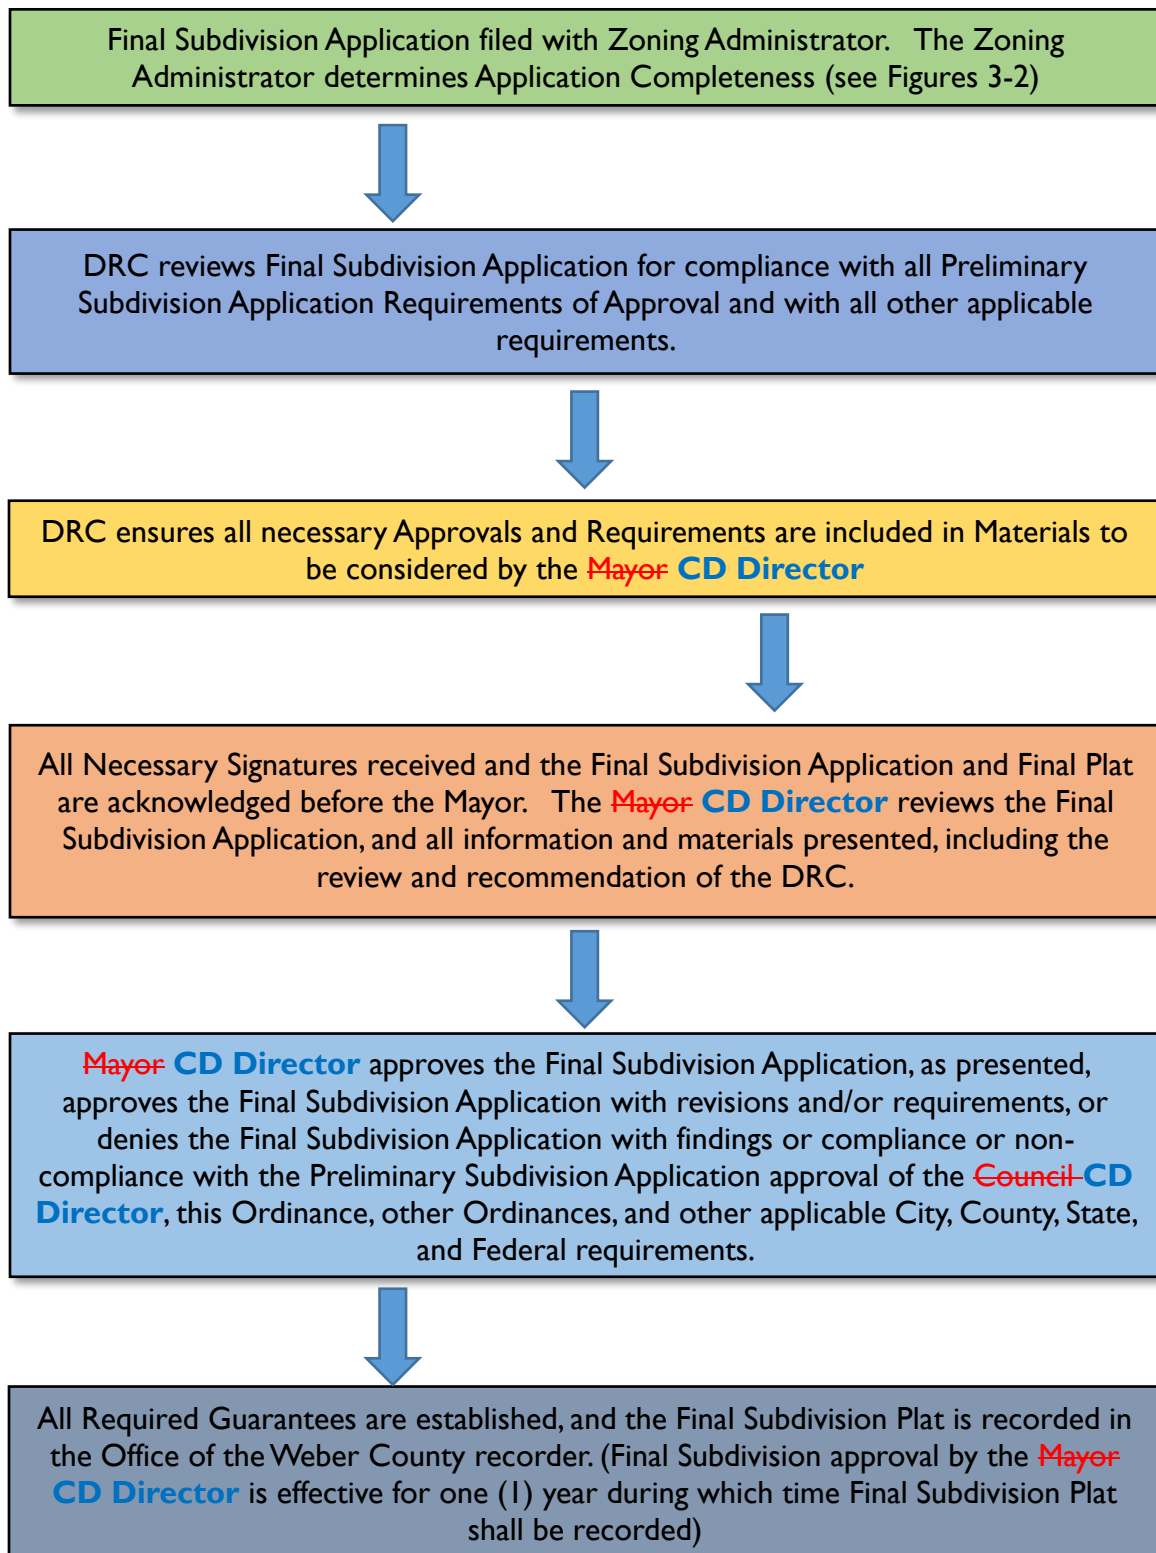 Final Subdivision Application filed with Zoning Administrator. The Zoning
Administrator determines Application Completeness (see Figures 3-2)
DRC reviews Final Subdivision Application for compliance with all Preliminary
Subdivision Application Requirements of Approval and with all other applicable
requirements.
DRC ensures all necessary Approvals and Requirements are included in Materials to
be considered by the Mayor CD Director
All Necessary Signatures received and the Final Subdivision Application and Final Plat
are acknowledged before the Mayor. The Mayor CD Director reviews the Final
Subdivision Application, and all information and materials presented, including the
review and recommendation of the DRC.
Mayor CD Director approves the Final Subdivision Application, as presented,
approves the Final Subdivision Application with revisions and/or requirements, or
denies the Final Subdivision Application with findings or compliance or non-
compliance with the Preliminary Subdivision Application approval of the Council CD
Director, this Ordinance, other Ordinances, and other applicable City, County, State,
and Federal requirements.
All Required Guarantees are established, and the Final Subdivision Plat is recorded in
the Office of the Weber County recorder. (Final Subdivision approval by the Mayor
CD Director is effective for one (1) year during which time Final Subdivision Plat
shall be recorded)